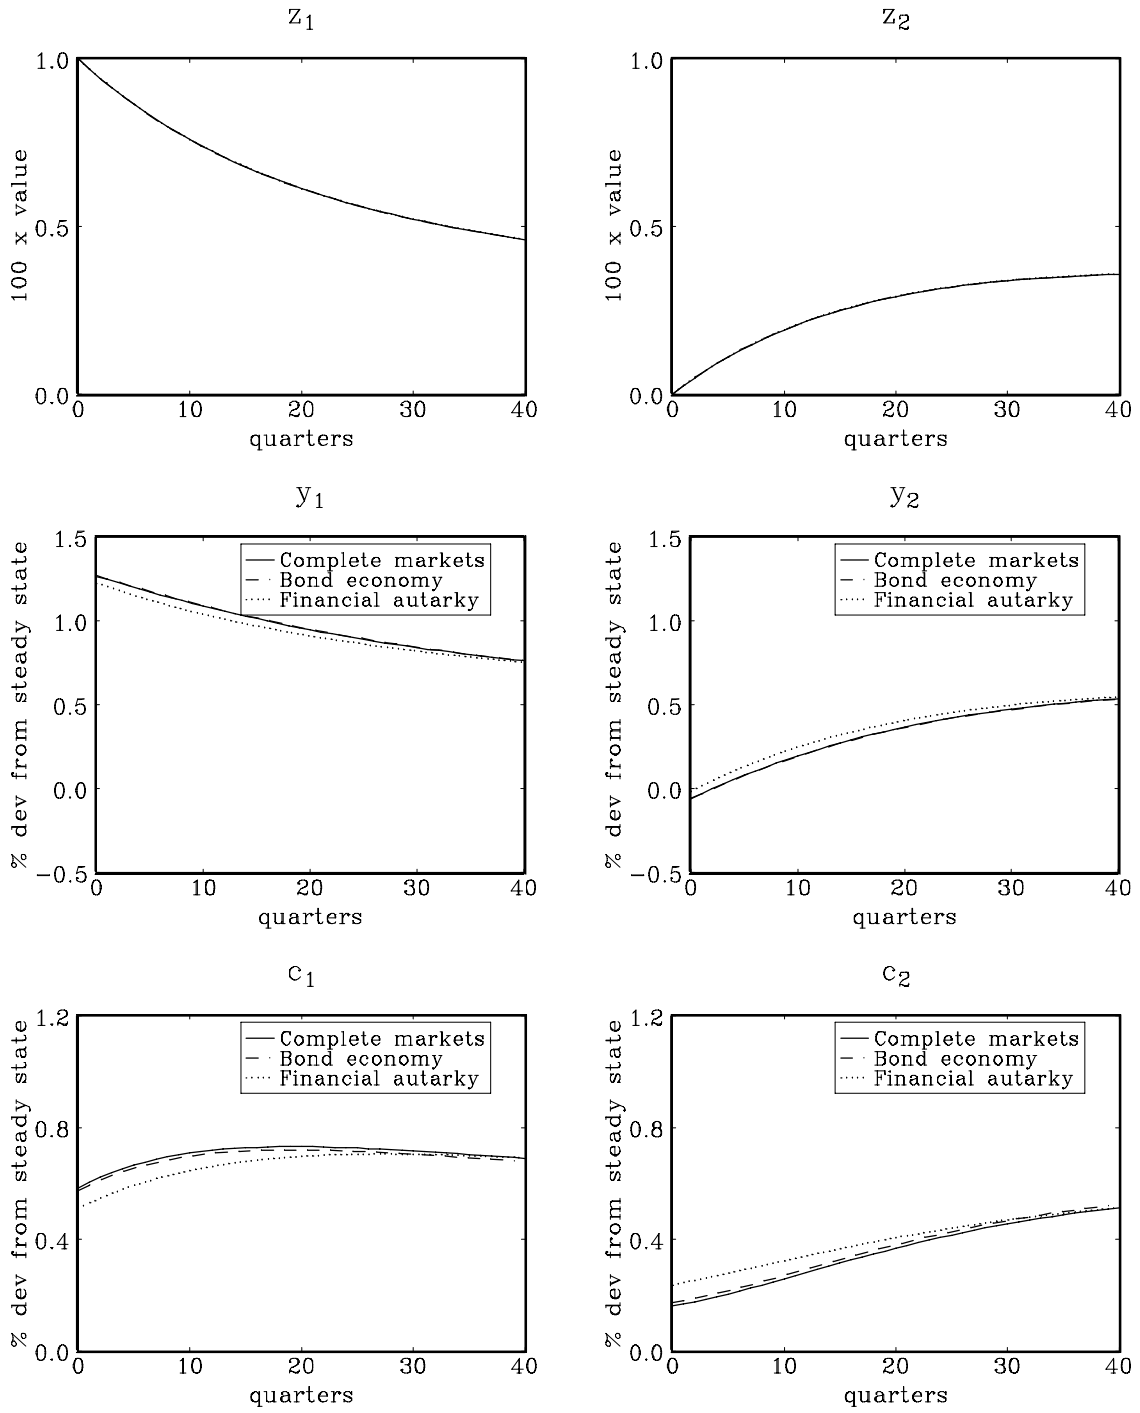 z1
100 x value
1.0
0.5
0.0
0 10 20 30 40
quarters
z2
100 x value
1.0
0.5
0.0
0 10 20 30 40
quarters
y1
% dev from steady state
1.5
1.0
0.5
0.0
-0.5
Complete markets
Bond economy
Financial autarky
0 10 20 30 40
quarters
y2
% dev from steady state
1.5
1.0
0.5
0.0
-0.5
Complete markets
Bond economy
Financial autarky
0 10 20 30 40
quarters
c1
% dev from steady state
1.2
0.8
0.4
0.0
Complete markets
Bond economy
Financial autarky
0 10 20 30 40
quarters
c2
% dev from steady state
1.2
0.8
0.4
0.0
Complete markets
Bond economy
Financial autarky
0 10 20 30 40
quarters